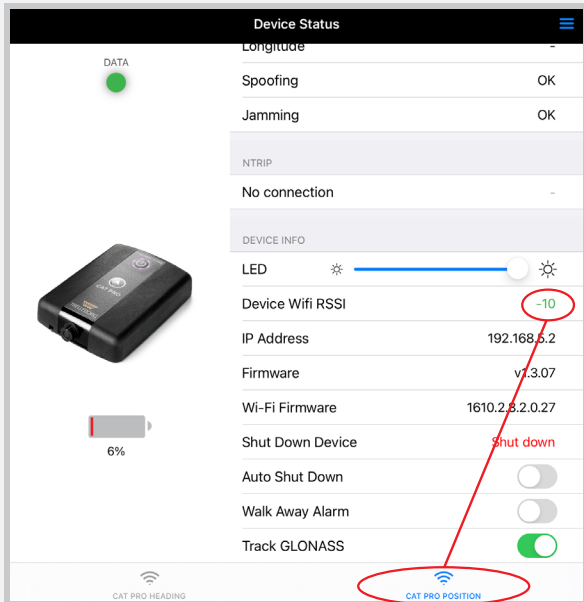 Device Status
DATA
Longitude -
Spoofing OK
Jamming OK
NTRIP
No connection -
DEVICE INFO
LED
Device Wifi RSSI -10
IP Address 192.168.5.2
Firmware v1.3.07
Wi-Fi Firmware 1610.2.8.2.0.27
Shut Down Device Shut down
6%
Auto Shut Down
Walk Away Alarm
Track GLONASS
CAT PRO
CAT PRO HEADING
CAT PRO POSITION